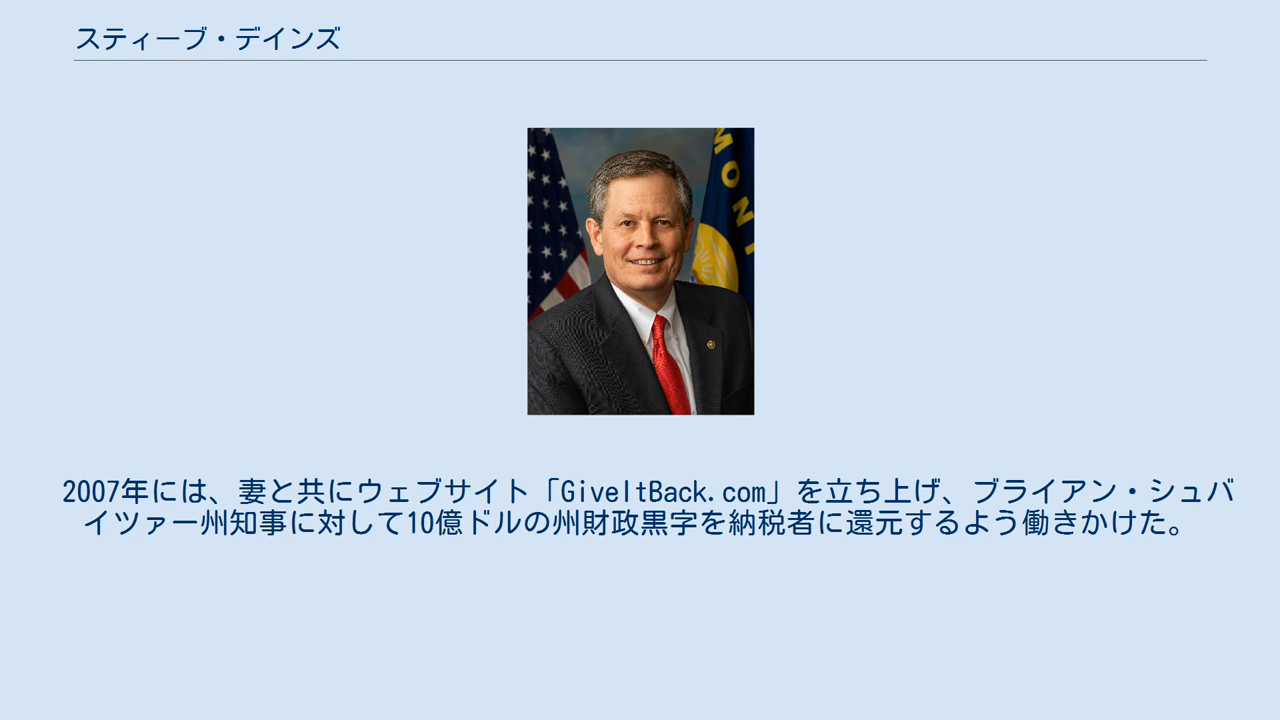 スティーブ・デインズ
MONT
2007年には、妻と共にウェブサイト「GiveItBack.com」を立ち上げ、ブライアン・シュバ
イツァー州知事に対して10億ドルの州財政黒字を納税者に還元するよう働きかけた。